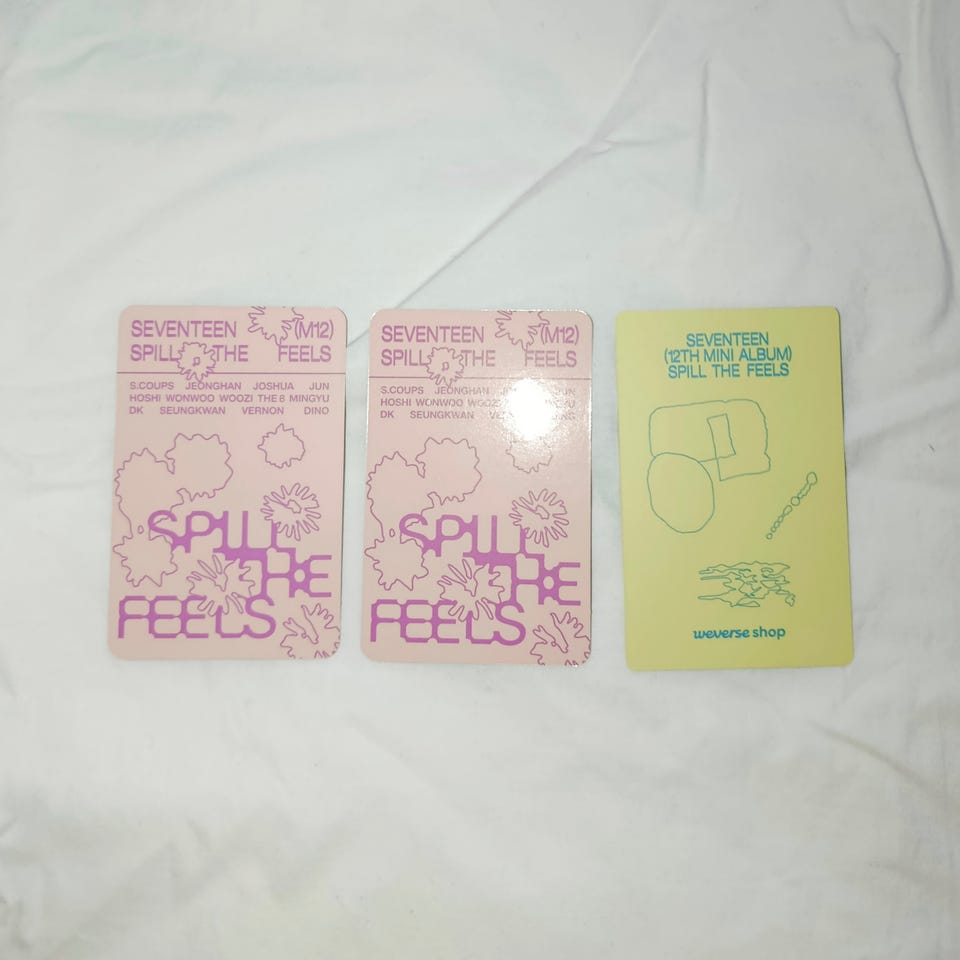 SEVENTEEN (M12)
SPILL THE FEELS
S.COUPS JEONGHAN JOSHUA JUN
HOSHI WONWOO WOOZI THE 8 MINGYU
DK SEUNGKWAN VERNON DINO
SPILL
THE
FEELS
SEVENTEEN (M12)
SPILL THE FEELS
S.COUPS JEONGHAN JUN
HOSHI WONWOO WOOZI
DK SEUNGKWAN
SPILL
THE
FEELS
SEVENTEEN
(12TH MINI ALBUM)
SPILL THE FEELS
weverse shop